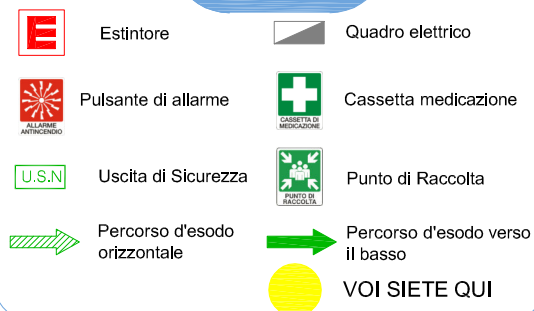 E
Estintore
Quadro elettrico
ALLARME
ANTINCENDIO
Pulsante di allarme
CASSETTA DI
MEDICAZIONE
Cassetta medicazione
U.S.N
Uscita di Sicurezza
PUNTO DI
RACCOLTA
Punto di Raccolta
Percorso d'esodo
orizzontale
Percorso d'esodo verso
il basso
VOI SIETE QUI